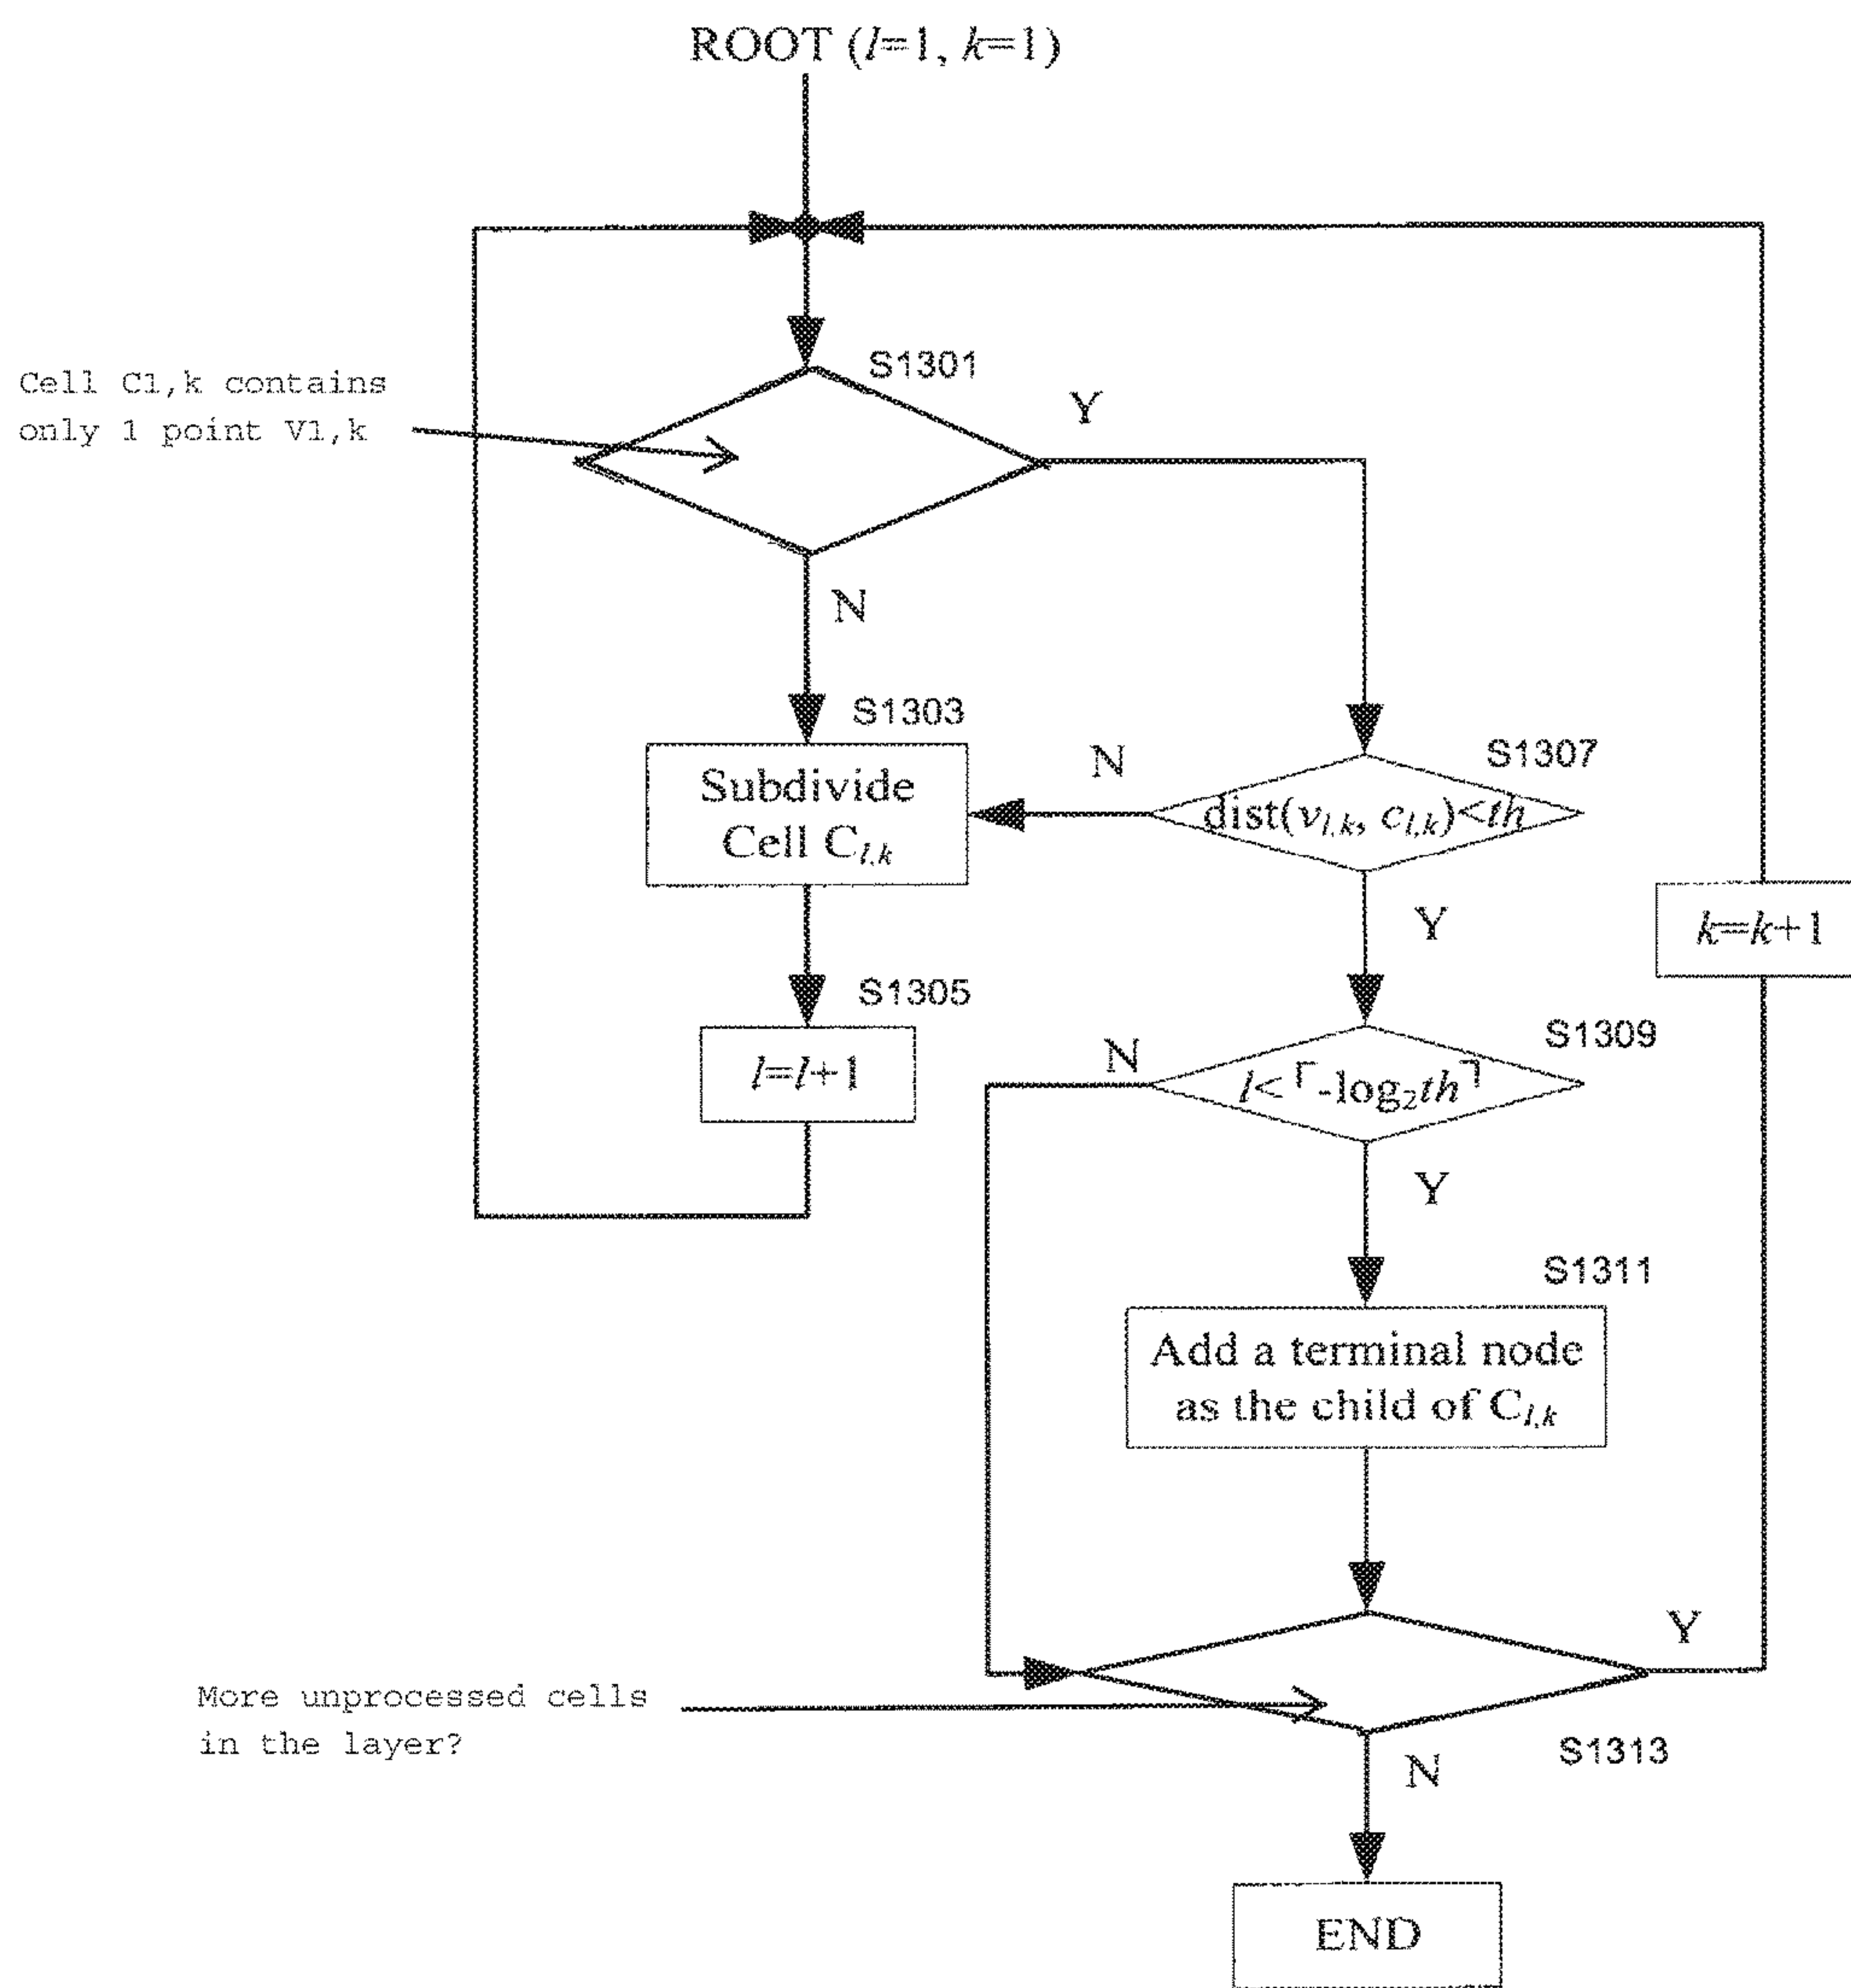 ROOT (l=1, k=1)
S1301
Cell C1,k contains
only 1 point V1,k
Y
N
S1303
Subdivide
Cell Cl,k
N
S1307
dist(vl,k, cl,k)<th
Y
k=k+1
S1305
l=l+1
N
S1309
l<⌈-log2th⌉
Y
S1311
Add a terminal node
as the child of Cl,k
Y
More unprocessed cells
in the layer?
S1313
N
END